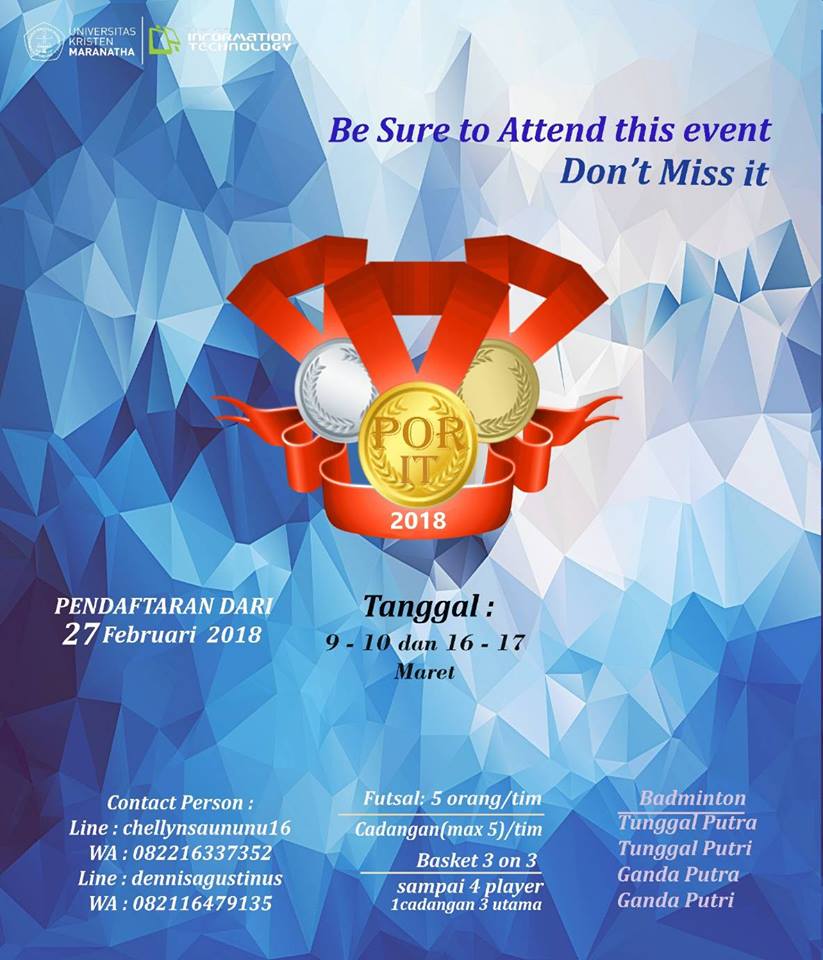 UNIVERSITAS
KRISTEN
MARANATHA
INFORMATION
TECHNOLOGY
Be Sure to Attend this event
Don't Miss it
POR
IT
2018
PENDAFTARAN DARI
27 Februari 2018
Tanggal :
9 - 10 dan 16 - 17
Maret
Contact Person :
Line : chellynsaununu16
WA : 082216337352
Line : dennisagustinus
WA : 082116479135
Futsal: 5 orang/tim
Cadangan(max 5)/tim
Basket 3 on 3
sampai 4 player
1cadangan 3 utama
Badminton
Tunggal Putra
Tunggal Putri
Ganda Putra
Ganda Putri